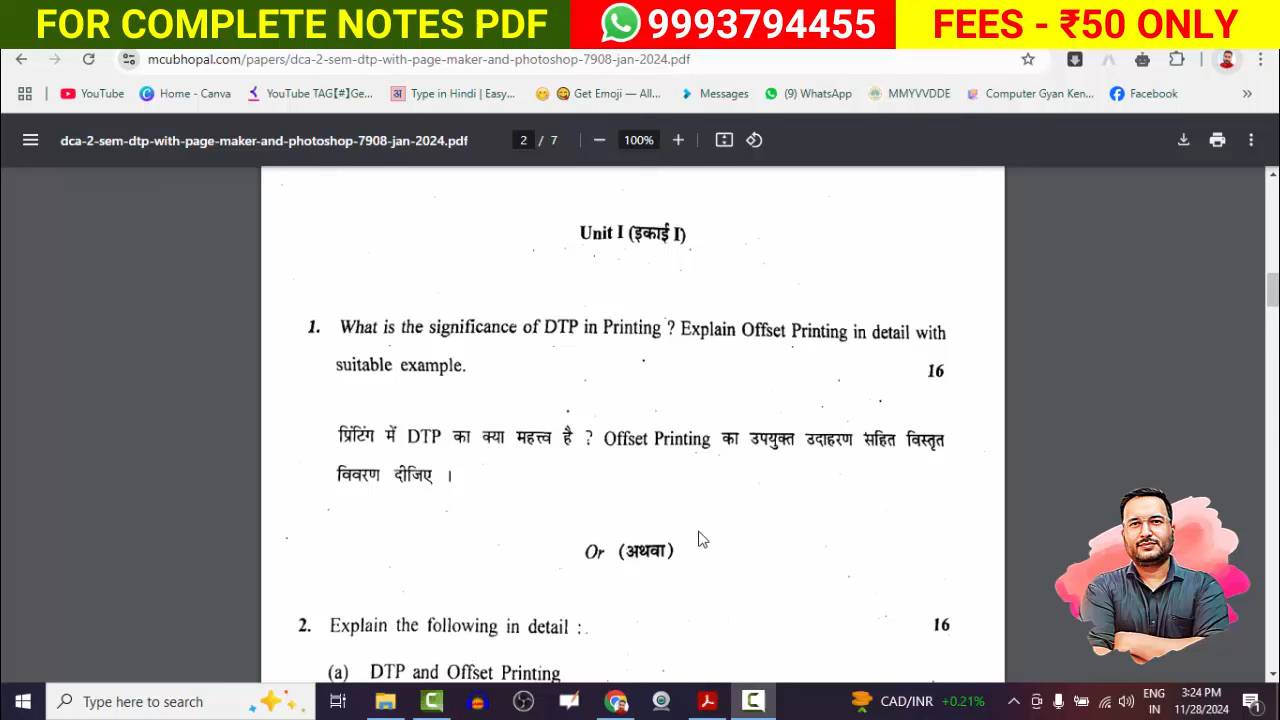 FOR COMPLETE NOTES PDF 9993794455 FEES - ₹50 ONLY
mcubhopal.com/papers/dca-2-sem-dtp-with-page-maker-and-photoshop-7908-jan-2024.pdf
YouTube Home - Canva YouTube TAG【#】Ge... Type in Hindi | Easy... Get Emoji — All... Messages (9) WhatsApp MMYVVDDE Computer Gyan Ken... Facebook »
dca-2-sem-dtp-with-page-maker-and-photoshop-7908-jan-2024.pdf 2 / 7 100%
Unit I (इकाई I)
1. What is the significance of DTP in Printing ? Explain Offset Printing in detail with
suitable example. 16
प्रिंटिंग में DTP का क्या महत्त्व है ? Offset Printing का उपयुक्त उदाहरण सहित विस्तृत
विवरण दीजिए ।
Or (अथवा)
2. Explain the following in detail : 16
(a) DTP and Offset Printing
Type here to search CAD/INR +0.21% ENG IN 3:24 PM 11/28/2024